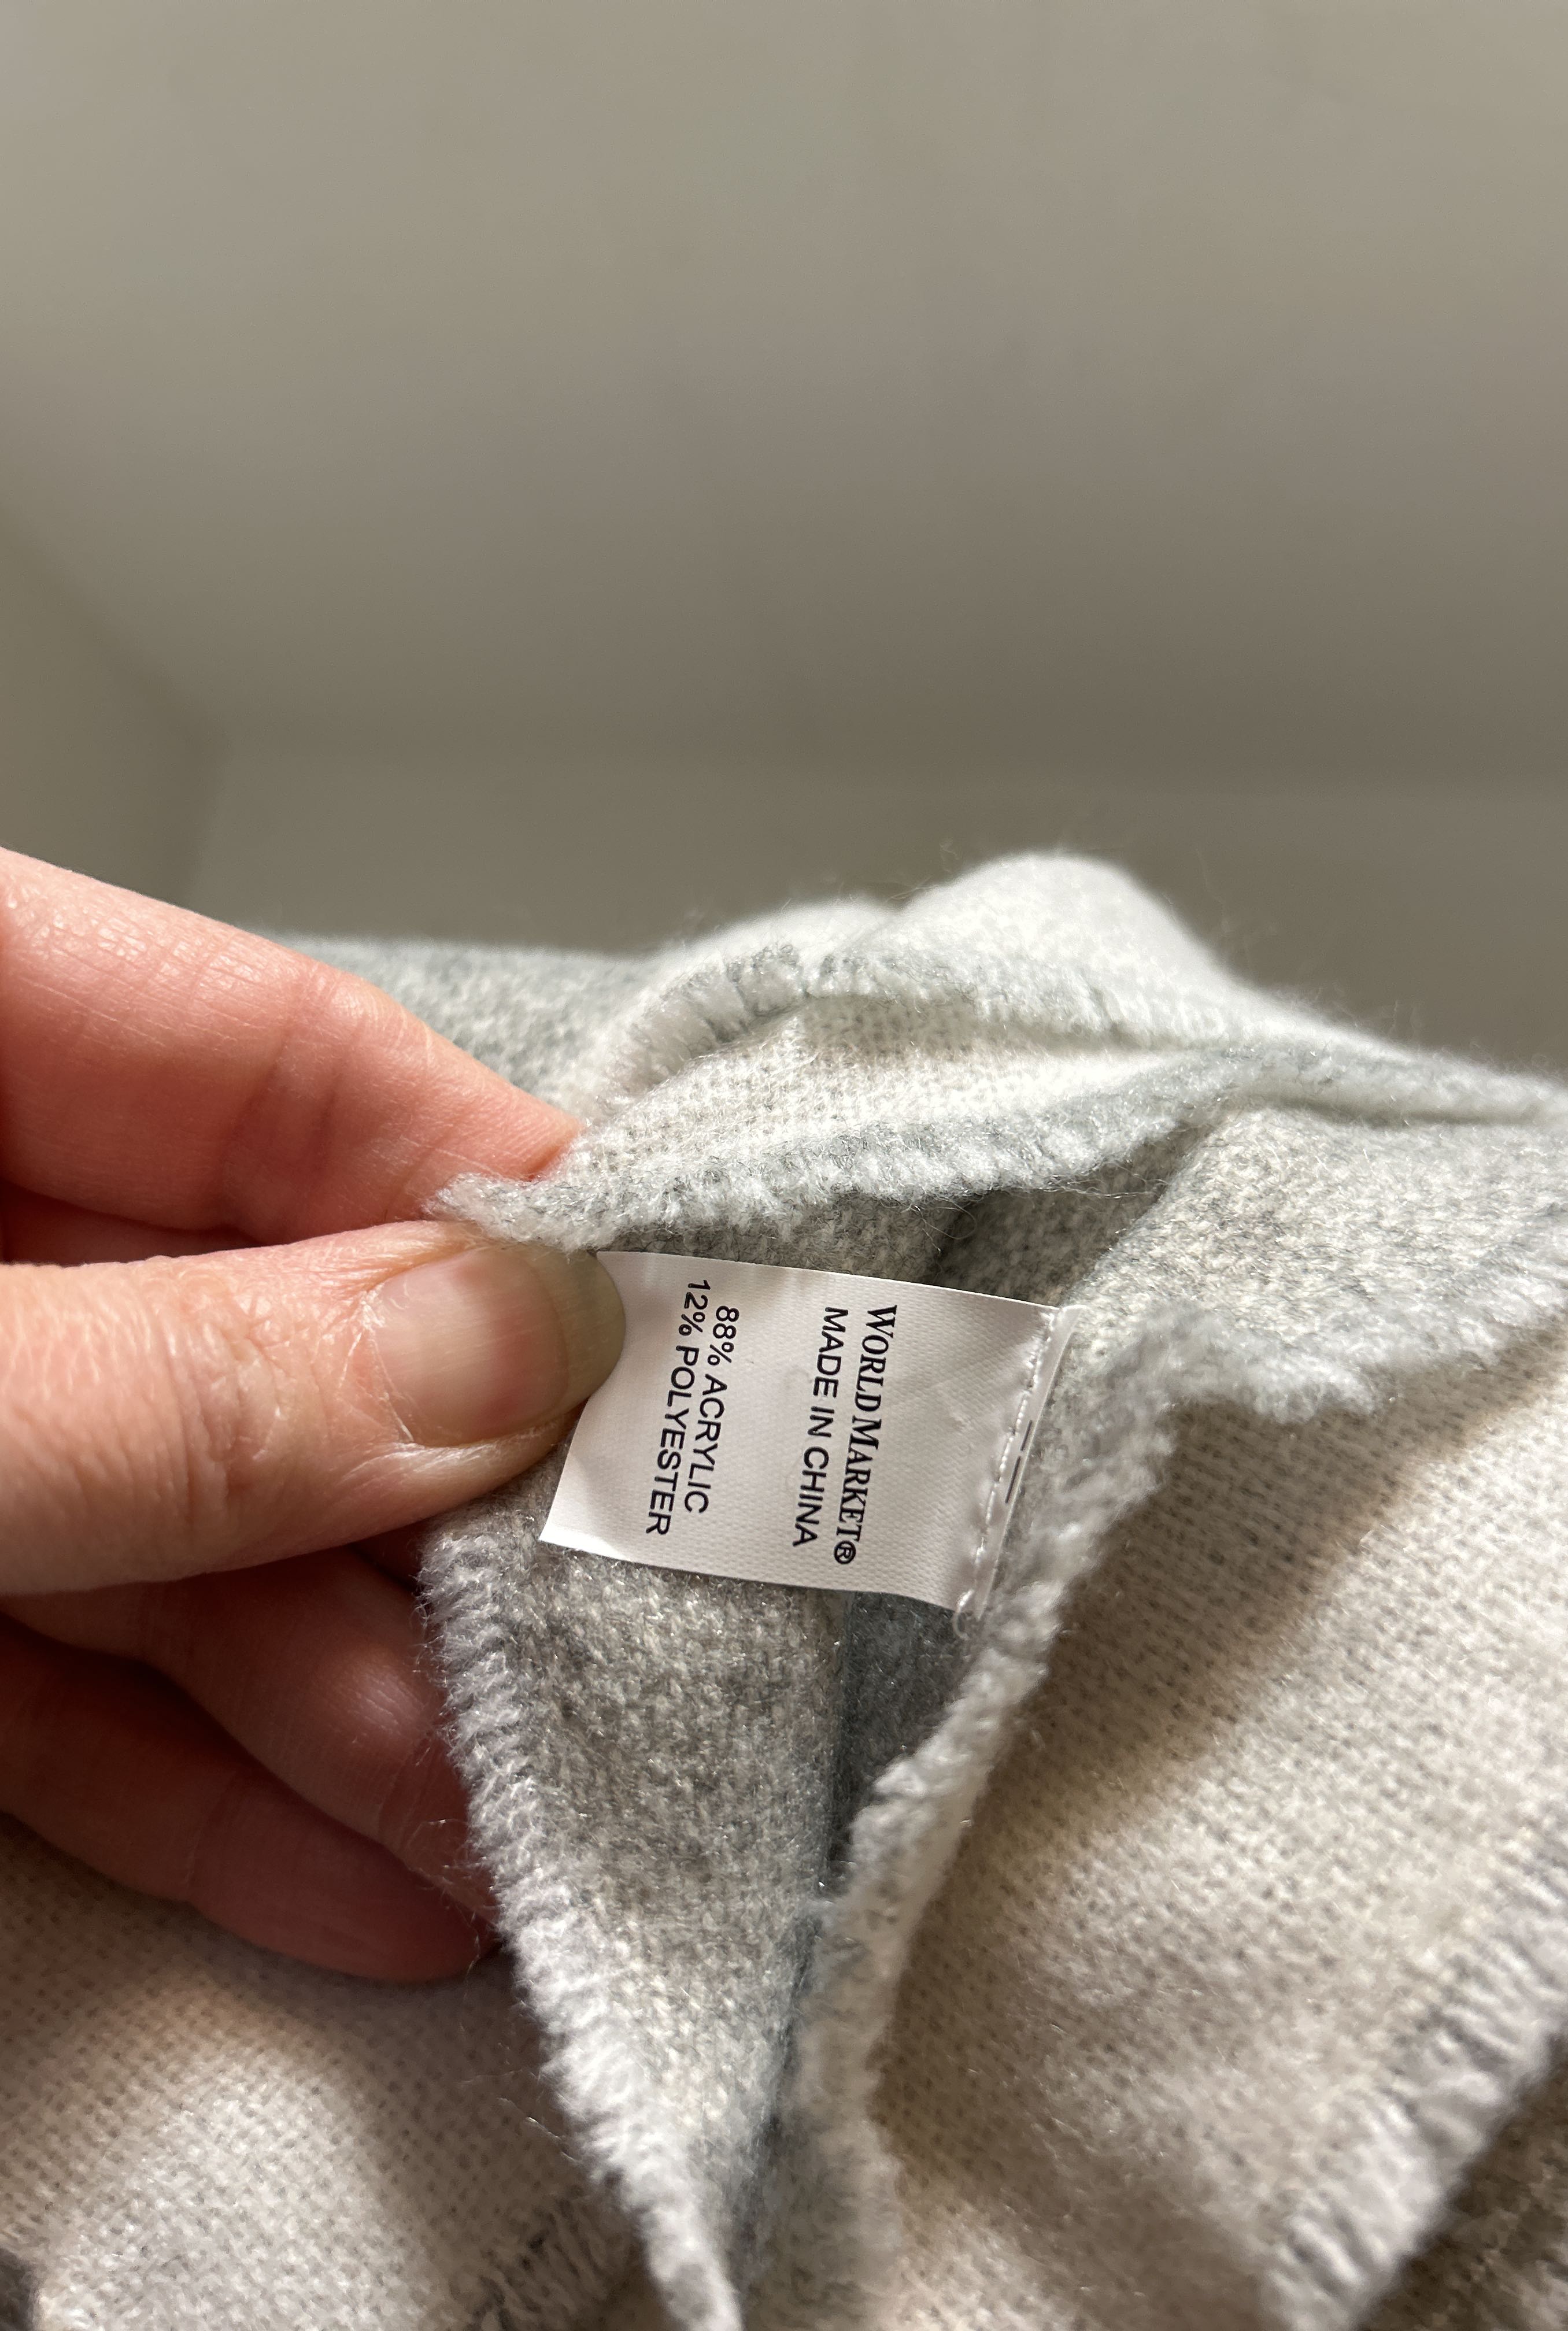 WORLD MARKET®
MADE IN CHINA
88% ACRYLIC
12% POLYESTER